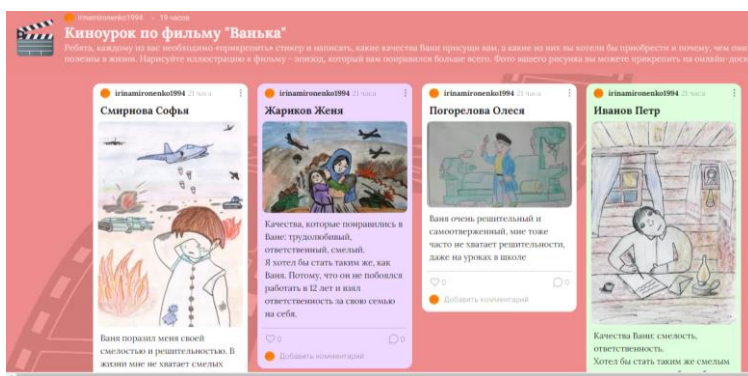 irinamironenko1994 - 19 часов
Киноурок по фильму "Ванька"
Ребята, каждому из вас необходимо «прикрепить» стикер и написать, какие качества Вани присущи вам, а какие из них вы хотели бы приобрести и почему, чем они
полезны в жизни. Нарисуйте иллюстрацию к фильму - эпизод, который вам понравился больше всего. Фото вашего рисунка вы можете прикрепить на онлайн-доск
irinamironenko1994 21 часа
Смирнова Софья
Ваня поразил меня своей
смелостью и решительностью. В
жизни мне не хватает смелых
irinamironenko1994 21 часа
Жариков Женя
Качества, которые понравились в
Ване: трудолюбивый,
ответственный, смелый.
Я хотел бы стать таким же, как
Ваня. Потому, что он не побоялся
работать в 12 лет и взял
ответственность за свою семью
на себя.
0 0
Добавить комментарий
irinamironenko1994 21 часа
Погорелова Олеся
Ваня очень решительный и
самоотверженный, мне тоже
часто не хватает решительности,
даже на уроках в школе
0 0
Добавить комментарий
irinamironenko1994 21 часа
Иванов Петр
Качества Вани: смелость,
ответственность.
Хотел бы стать таким же смелым